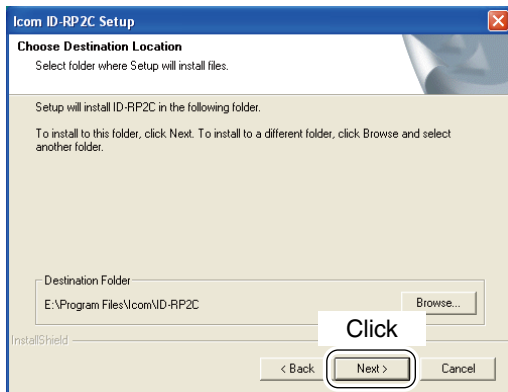 Icom ID-RP2C Setup
Choose Destination Location
Select folder where Setup will install files.
Setup will install ID-RP2C in the following folder.
To install to this folder, click Next. To install to a different folder, click Browse and select
another folder.
Destination Folder
E:\Program Files\Icom\ID-RP2C
Browse...
Click
InstallShield
< Back
Next >
Cancel